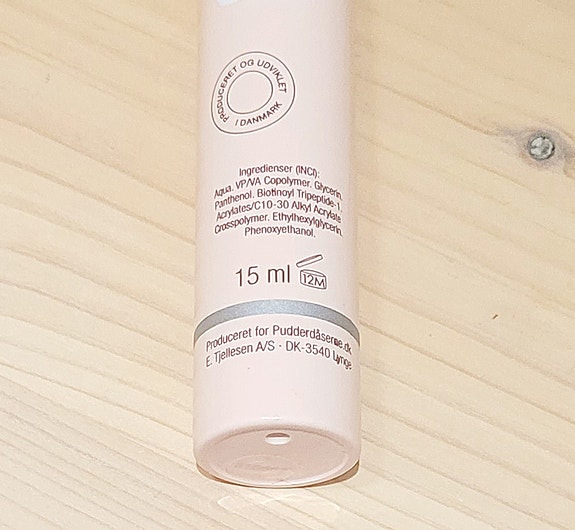 PRODUCERET OG UDVIKLET
I DANMARK
Ingredienser (INCI):
Aqua. VP/VA Copolymer. Glycerin.
Panthenol. Biotinoyl Tripeptide-1.
Acrylates/C10-30 Alkyl Acrylate
Crosspolymer. Ethylhexylglycerin.
Phenoxyethanol.
15 ml 12M
Produceret for Pudderdåserne.dk
E. Tjellesen A/S · DK-3540 Lynge